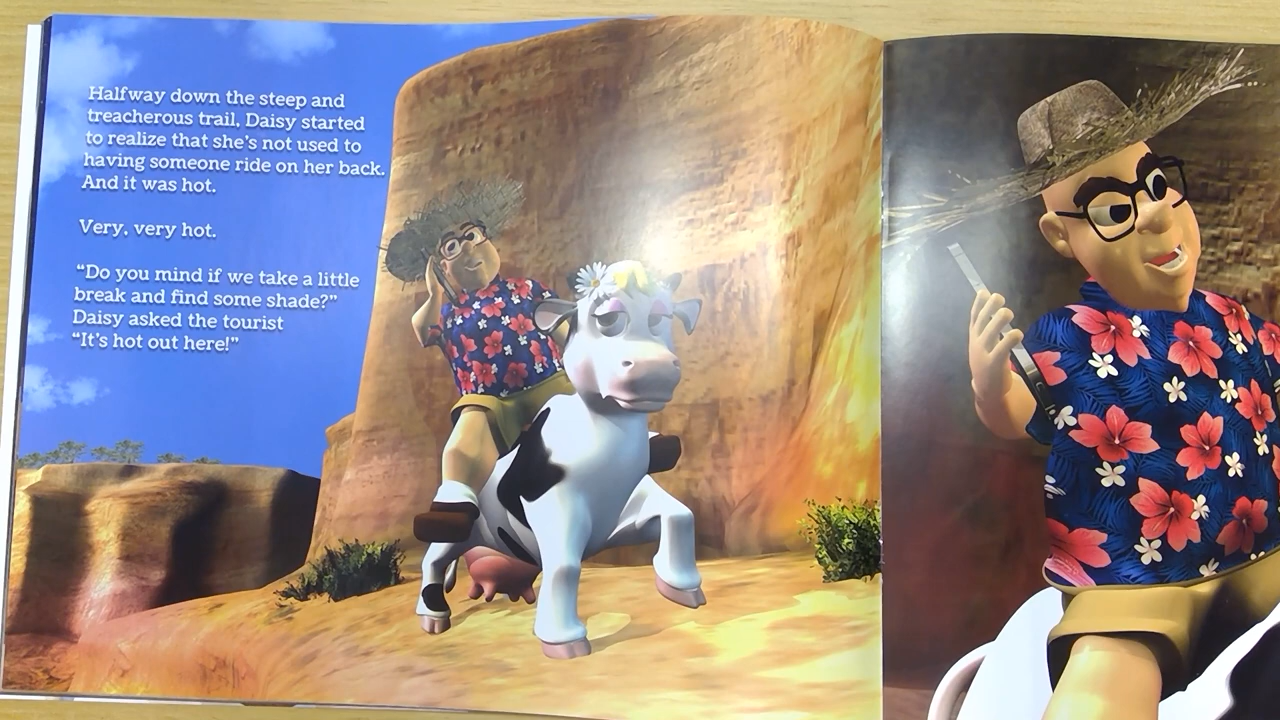 Halfway down the steep and
treacherous trail, Daisy started
to realize that she's not used to
having someone ride on her back.
And it was hot.
Very, very hot.
“Do you mind if we take a little
break and find some shade?”
Daisy asked the tourist
“It's hot out here!”